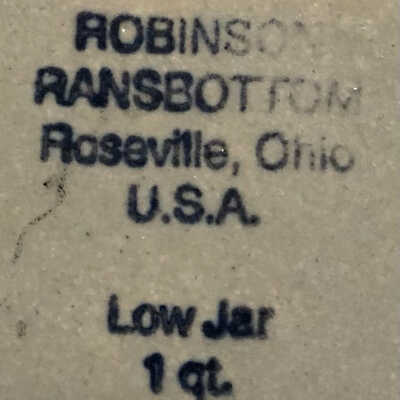 ROBINSON
RANSBOTTOM
Roseville, Ohio
U.S.A.
Low Jar
1 qt.